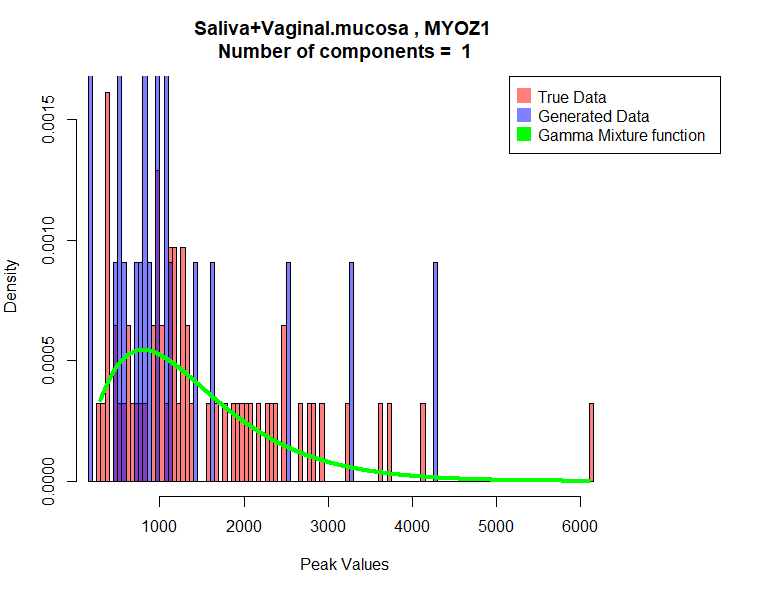 Saliva+Vaginal.mucosa , MYOZ1
Number of components =  1
True Data
Generated Data
Gamma Mixture function
Density
0.0015
0.0010
0.0005
0.0000
1000 2000 3000 4000 5000 6000
Peak Values